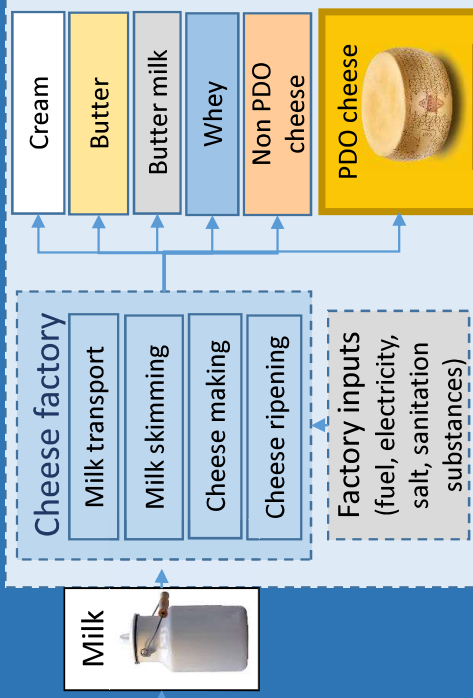 Milk
Cheese factory
Milk transport
Milk skimming
Cheese making
Cheese ripening
Factory inputs
(fuel, electricity,
salt, sanitation
substances)
Cream
Butter
Butter milk
Whey
Non PDO
cheese
PDO cheese